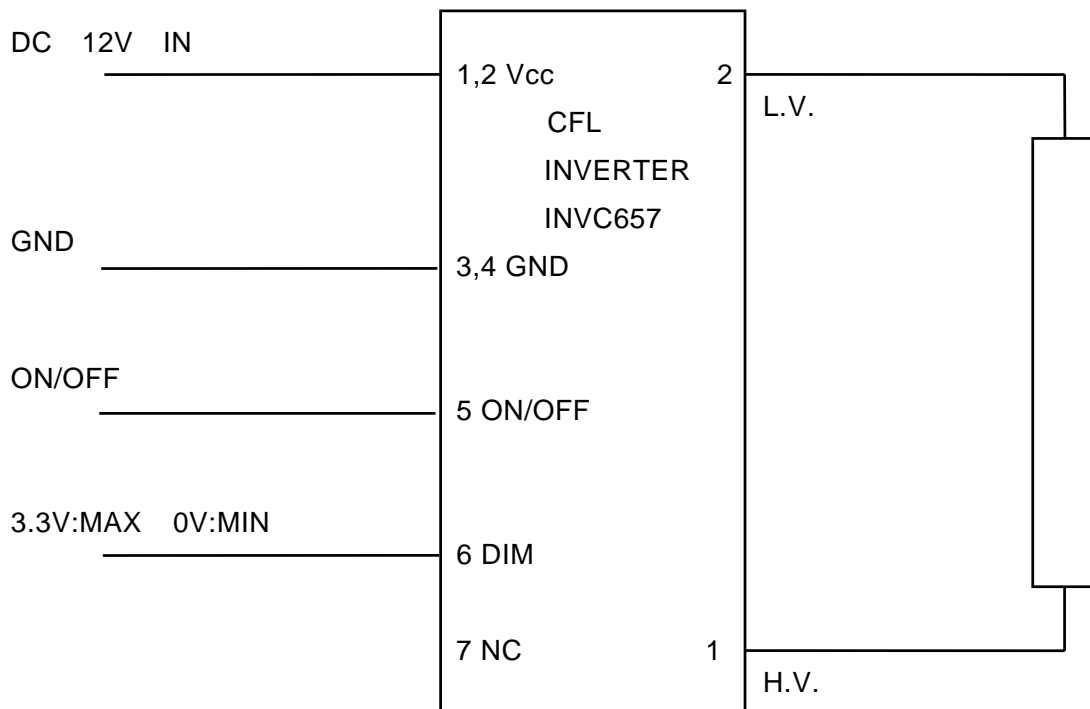 DC 12V IN
1,2 Vcc
2
L.V.
CFL
INVERTER
INVC657
GND
3,4 GND
ON/OFF
5 ON/OFF
3.3V:MAX 0V:MIN
6 DIM
7 NC
1
H.V.